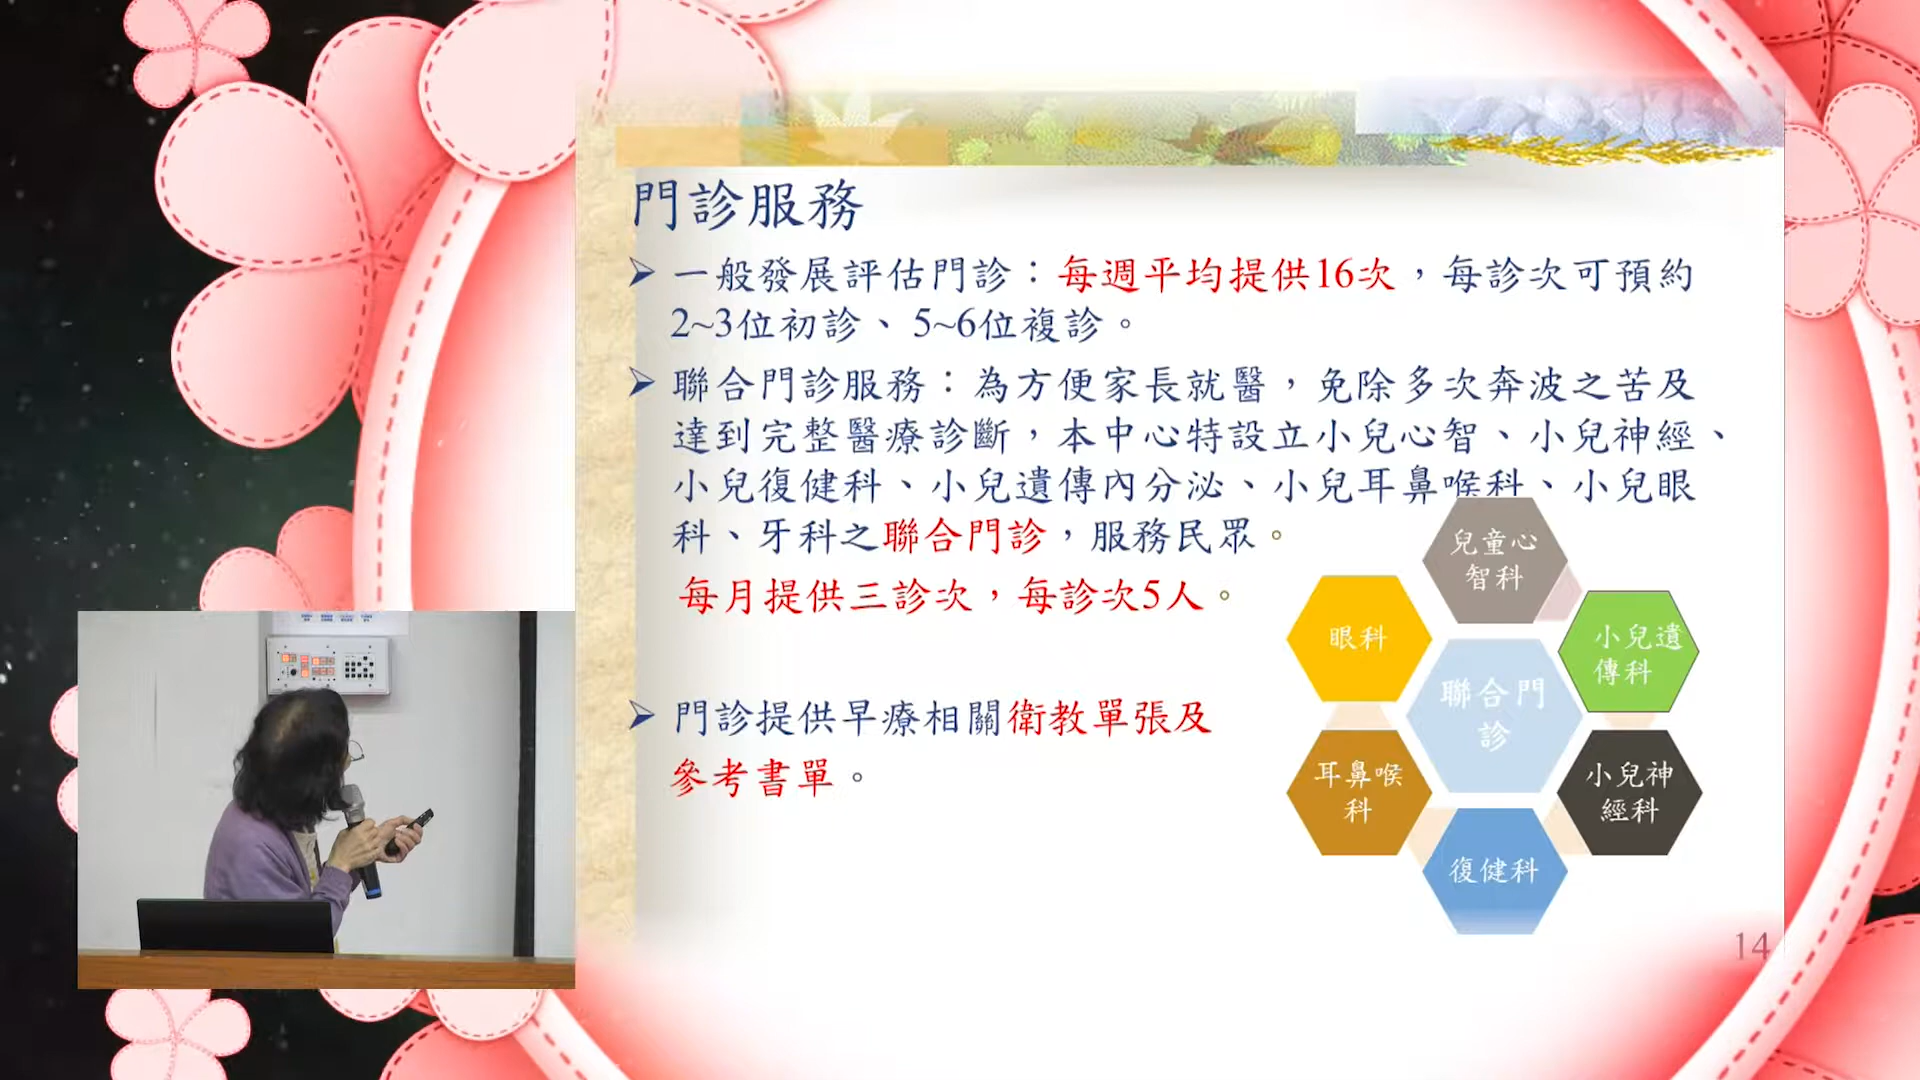 門診服務
一般發展評估門診：每週平均提供16次，每診次可預約
2~3位初診、5~6位複診。
聯合門診服務：為方便家長就醫，免除多次奔波之苦及
達到完整醫療診斷，本中心特設立小兒心智、小兒神經、
小兒復健科、小兒遺傳內分泌、小兒耳鼻喉科、小兒眼
科、牙科之聯合門診，服務民眾。
每月提供三診次，每診次5人。
門診提供早療相關衛教單張及
參考書單。
兒童心
智科
眼科
小兒遺
傳科
聯合門
診
耳鼻喉
科
小兒神
經科
復健科
14